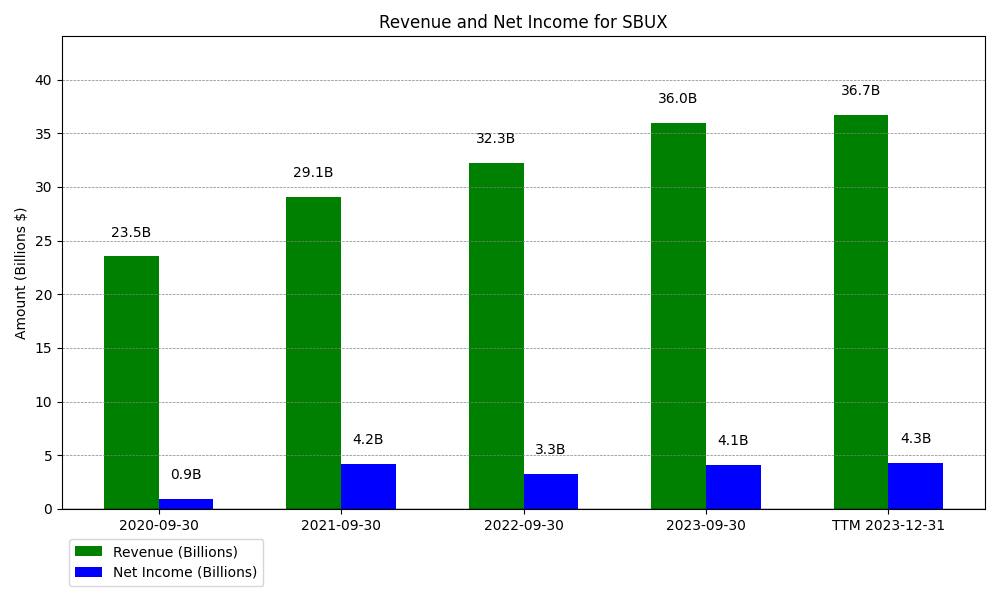 Revenue and Net Income for SBUX
Amount (Billions $)
40
35
30
25
20
15
10
5
0
23.5B
0.9B
29.1B
4.2B
32.3B
3.3B
36.0B
4.1B
36.7B
4.3B
2020-09-30
2021-09-30
2022-09-30
2023-09-30
TTM 2023-12-31
Revenue (Billions)
Net Income (Billions)